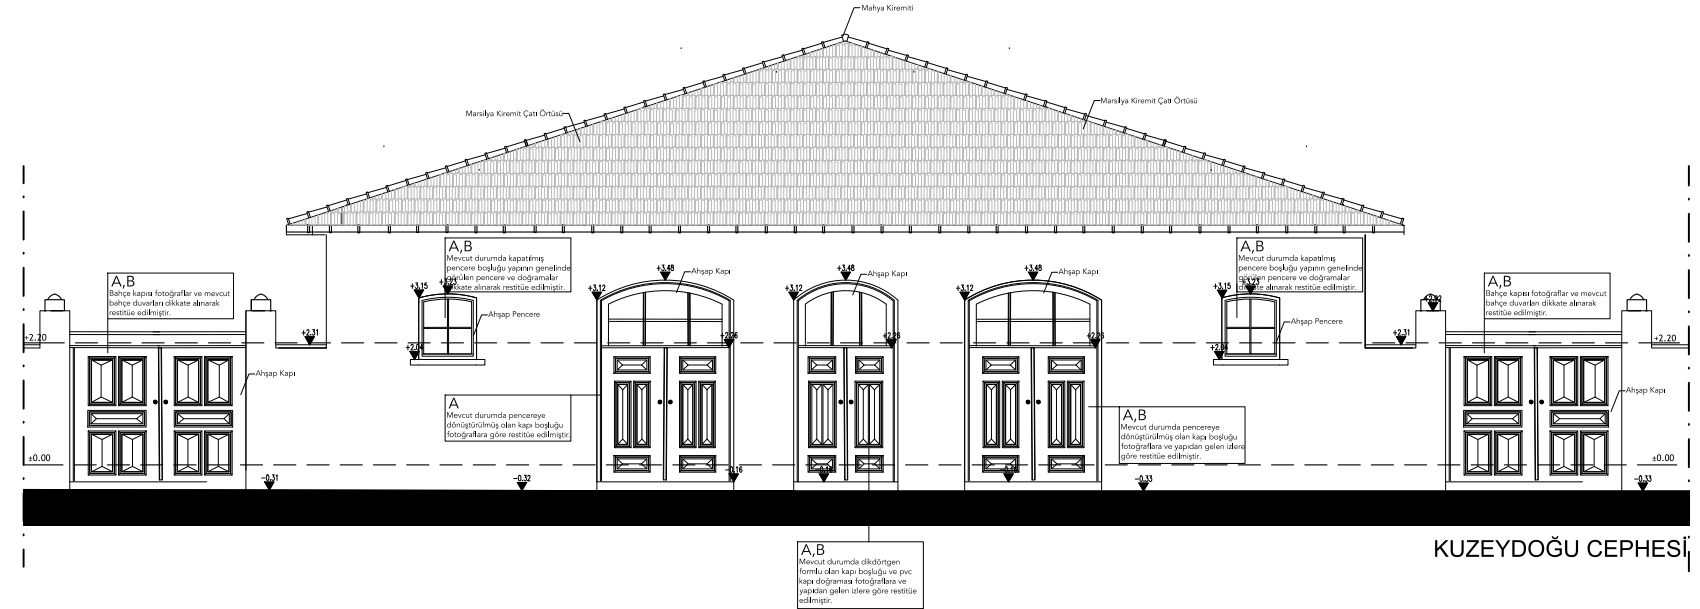 Mahya Kiremiti
Marsilya Kiremit Çatı Örtüsü
Marsilya Kiremit Çatı Örtüsü
A,B
Mevcut durumda kapatılmış
pencere boşluğu yapının genelinde
görülen pencere ve doğramalar
dikkate alınarak restitüe edilmiştir.
A,B
Mevcut durumda kapatılmış
pencere boşluğu yapının genelinde
görülen pencere ve doğramalar
dikkate alınarak restitüe edilmiştir.
A,B
Bahçe kapısı fotoğraflar ve mevcut
bahçe duvarları dikkate alınarak
restitüe edilmiştir.
A,B
Bahçe kapısı fotoğraflar ve mevcut
bahçe duvarları dikkate alınarak
restitüe edilmiştir.
+3.48
Ahşap Kapı
+3.48
Ahşap Kapı
+3.48
Ahşap Kapı
+3.15
+3.23
+3.12
+3.12
+3.12
+3.15
+3.23
Ahşap Pencere
Ahşap Pencere
+2.20
+2.31
+2.04
+2.26
+2.26
+2.26
+2.04
+2.31
+2.20
Ahşap Kapı
Ahşap Kapı
A
Mevcut durumda pencereye
dönüştürülmüş olan kapı boşluğu
fotoğraflara göre restitüe edilmiştir.
A,B
Mevcut durumda pencereye
dönüştürülmüş olan kapı boşluğu
fotoğraflara ve yapıdan gelen izlere
göre restitüe edilmiştir.
±0.00
±0.00
-0.31
-0.32
-0.16
-0.16
-0.16
-0.33
-0.33
KUZEYDOĞU CEPHESİ
A,B
Mevcut durumda dikdörtgen
formlu olan kapı boşluğu ve pvc
kapı doğraması fotoğraflara ve
yapıdan gelen izlere göre restitüe
edilmiştir.